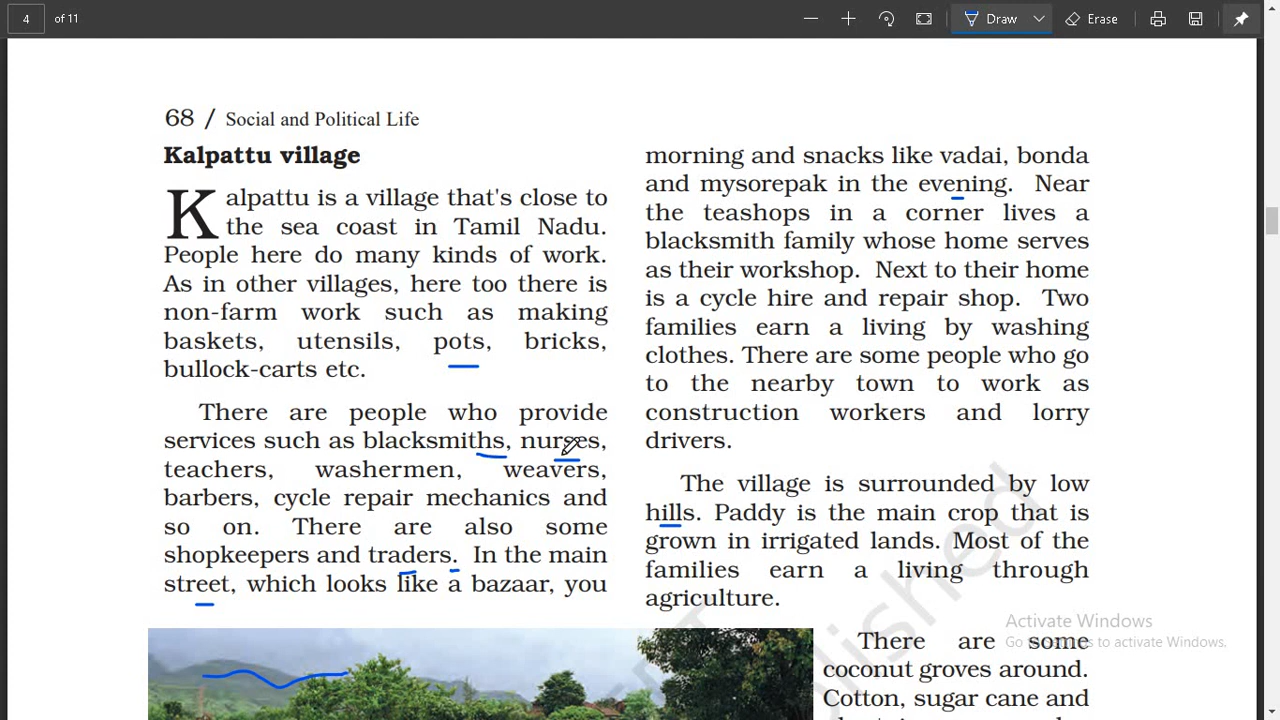 4 of 11
Draw
Erase
68 / Social and Political Life
Kalpattu village
Kalpattu is a village that's close to
the sea coast in Tamil Nadu.
People here do many kinds of work.
As in other villages, here too there is
non-farm work such as making
baskets, utensils, pots, bricks,
bullock-carts etc.
There are people who provide
services such as blacksmiths, nurses,
teachers, washermen, weavers,
barbers, cycle repair mechanics and
so on. There are also some
shopkeepers and traders. In the main
street, which looks like a bazaar, you
morning and snacks like vadai, bonda
and mysorepak in the evening. Near
the teashops in a corner lives a
blacksmith family whose home serves
as their workshop. Next to their home
is a cycle hire and repair shop. Two
families earn a living by washing
clothes. There are some people who go
to the nearby town to work as
construction workers and lorry
drivers.
The village is surrounded by low
hills. Paddy is the main crop that is
grown in irrigated lands. Most of the
families earn a living through
agriculture.
There are some
coconut groves around.
Cotton, sugar cane and
Activate Windows
Go to Settings to activate Windows.